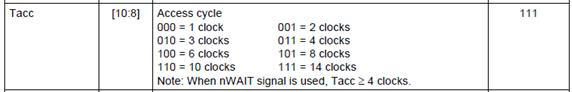 Tacc [10:8] Access cycle 111
000 = 1 clock 001 = 2 clocks
010 = 3 clocks 011 = 4 clocks
100 = 6 clocks 101 = 8 clocks
110 = 10 clocks 111 = 14 clocks
Note: When nWAIT signal is used, Tacc ≥ 4 clocks.